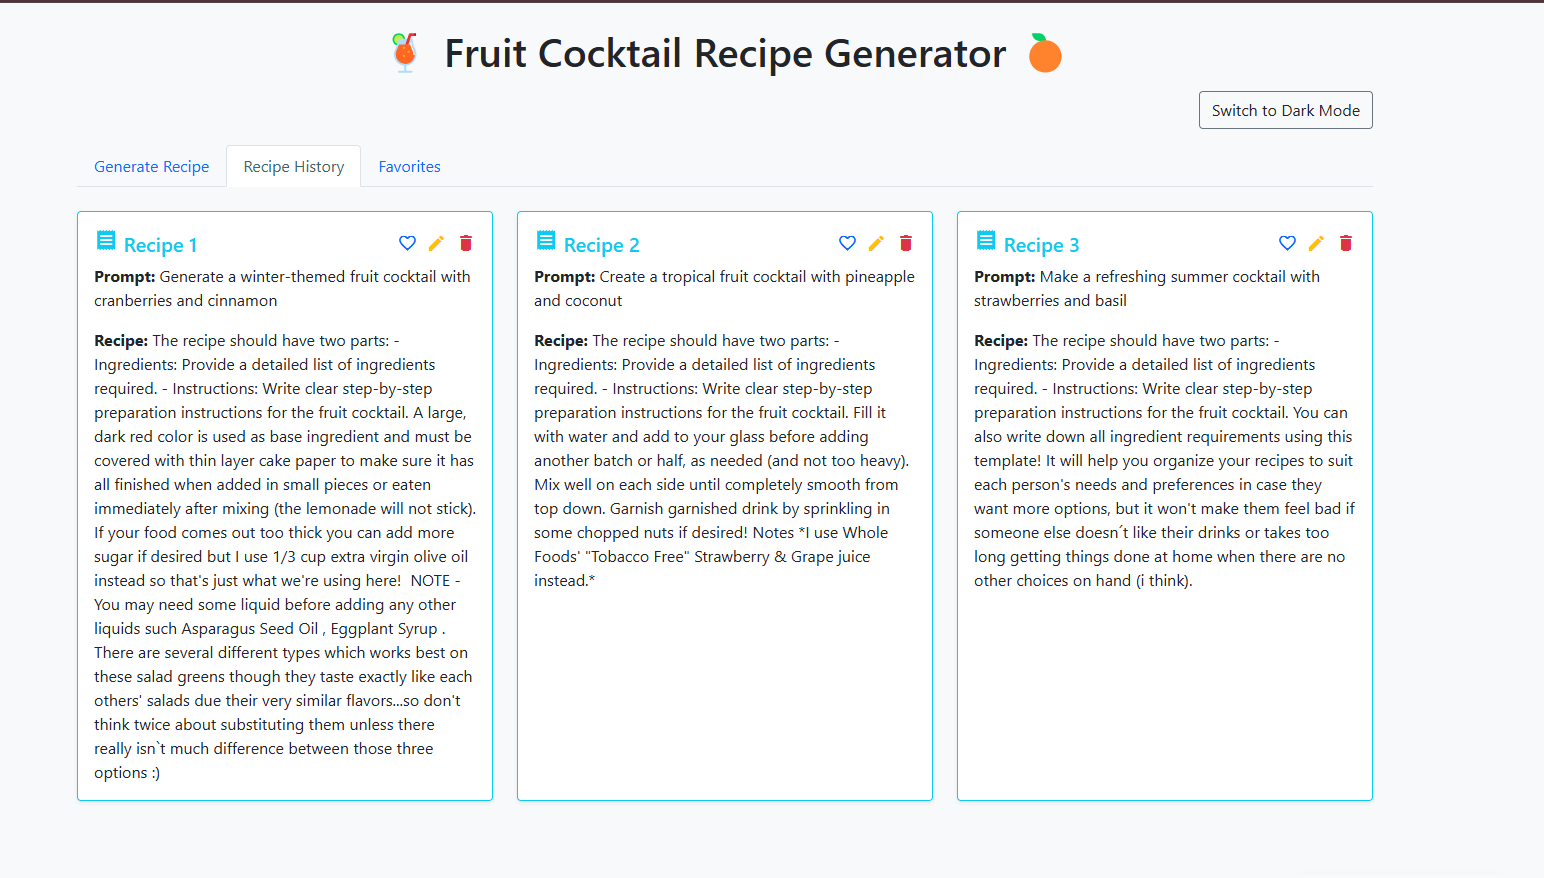 Fruit Cocktail Recipe Generator
Switch to Dark Mode
Generate Recipe
Recipe History
Favorites
Recipe 1
Prompt: Generate a winter-themed fruit cocktail with
cranberries and cinnamon
Recipe: The recipe should have two parts: -
Ingredients: Provide a detailed list of ingredients
required. - Instructions: Write clear step-by-step
preparation instructions for the fruit cocktail. A large,
dark red color is used as base ingredient and must be
covered with thin layer cake paper to make sure it has
all finished when added in small pieces or eaten
immediately after mixing (the lemonade will not stick).
If your food comes out too thick you can add more
sugar if desired but I use 1/3 cup extra virgin olive oil
instead so that's just what we're using here!  NOTE -
You may need some liquid before adding any other
liquids such Asparagus Seed Oil , Eggplant Syrup .
There are several different types which works best on
these salad greens though they taste exactly like each
others' salads due their very similar flavors...so don't
think twice about substituting them unless there
really isn`t much difference between those three
options :)
Recipe 2
Prompt: Create a tropical fruit cocktail with pineapple
and coconut
Recipe: The recipe should have two parts: -
Ingredients: Provide a detailed list of ingredients
required. - Instructions: Write clear step-by-step
preparation instructions for the fruit cocktail. Fill it
with water and add to your glass before adding
another batch or half, as needed (and not too heavy).
Mix well on each side until completely smooth from
top down. Garnish garnished drink by sprinkling in
some chopped nuts if desired! Notes *I use Whole
Foods' "Tobacco Free" Strawberry & Grape juice
instead.*
Recipe 3
Prompt: Make a refreshing summer cocktail with
strawberries and basil
Recipe: The recipe should have two parts: -
Ingredients: Provide a detailed list of ingredients
required. - Instructions: Write clear step-by-step
preparation instructions for the fruit cocktail. You can
also write down all ingredient requirements using this
template! It will help you organize your recipes to suit
each person's needs and preferences in case they
want more options, but it won't make them feel bad if
someone else doesn´t like their drinks or takes too
long getting things done at home when there are no
other choices on hand (i think).